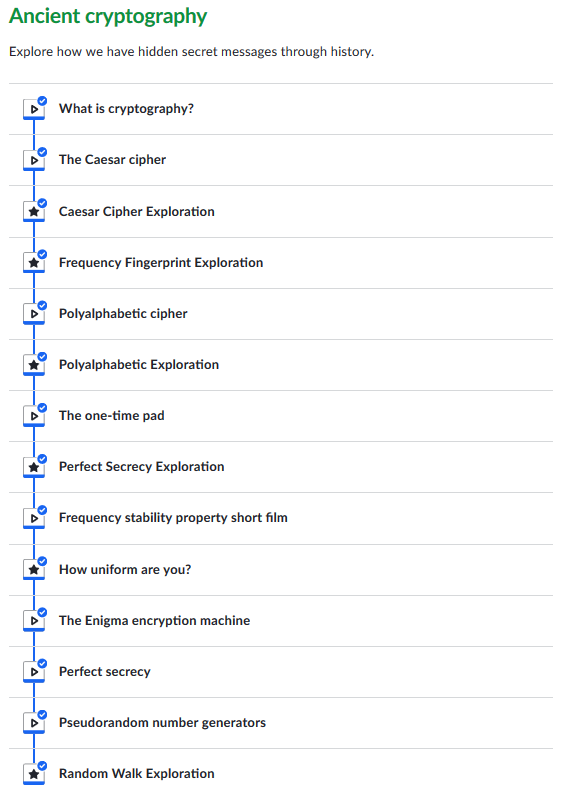 Ancient cryptography
Explore how we have hidden secret messages through history.
What is cryptography?
The Caesar cipher
Caesar Cipher Exploration
Frequency Fingerprint Exploration
Polyalphabetic cipher
Polyalphabetic Exploration
The one-time pad
Perfect Secrecy Exploration
Frequency stability property short film
How uniform are you?
The Enigma encryption machine
Perfect secrecy
Pseudorandom number generators
Random Walk Exploration